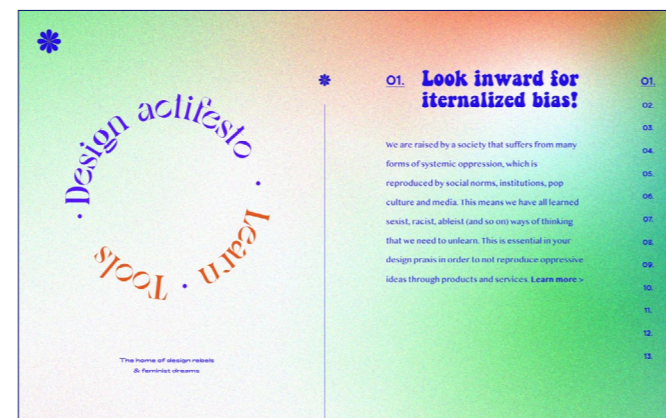 · Design actifesto ·
Learn ·
Tools
The home of design rebels
& feminist dreams
01.
Look inward for
iternalized bias!
We are raised by a society that suffers from many
forms of systemic oppression, which is
reproduced by social norms, institutions, pop
culture and media. This means we have all learned
sexist, racist, ableist (and so on) ways of thinking
that we need to unlearn. This is essential in your
design praxis in order to not reproduce oppressive
ideas through products and services. Learn more >
01.
02.
03.
04.
05.
06.
07.
08.
09.
10.
11.
12.
13.